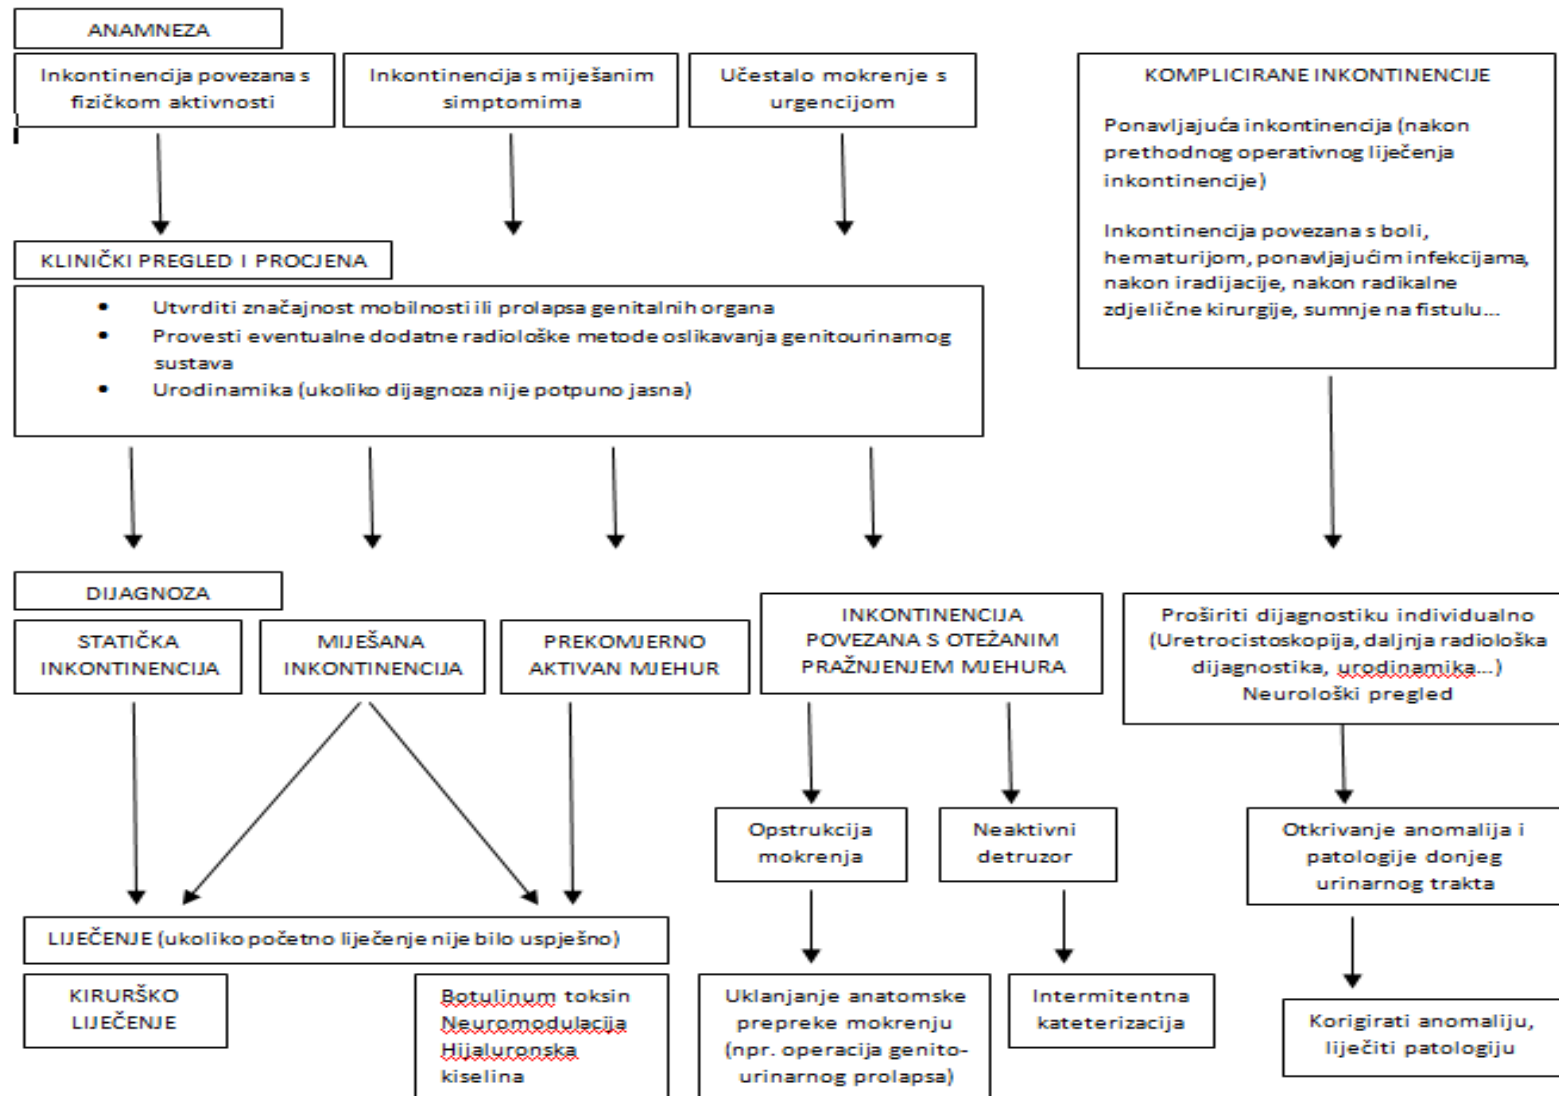 ANAMNEZA
Inkontinencija povezana s
fizičkom aktivnosti
Inkontinencija s miješanim
simptomima
Učestalo mokrenje s
urgencijom
KOMPLICIRANE INKONTINENCIJE
Ponavljajuća inkontinencija (nakon
prethodnog operativnog liječenja
inkontinencije)
Inkontinencija povezana s boli,
hematurijom, ponavljajućim infekcijama,
nakon iradijacije, nakon radikalne
zdjelične kirurgije, sumnje na fistulu...
KLINIČKI PREGLED I PROCJENA
• Utvrditi značajnost mobilnosti ili prolapsa genitalnih organa
• Provesti eventualne dodatne radiološke metode oslikavanja genitourinarnog
sustava
• Urodinamika (ukoliko dijagnoza nije potpuno jasna)
DIJAGNOZA
STATIČKA
INKONTINENCIJA
MIJEŠANA
INKONTINENCIJA
PREKOMJERNO
AKTIVAN MJEHUR
INKONTINENCIJA
POVEZANA S OTEŽANIM
PRAŽNJENJEM MJEHURA
Proširiti dijagnostiku individualno
(Uretrocistoskopija, daljnja radiološka
dijagnostika, urodinamika...)
Neurološki pregled
Opstrukcija
mokrenja
Neaktivni
detruzor
Otkrivanje anomalija i
patologije donjeg
urinarnog trakta
LIJEČENJE (ukoliko početno liječenje nije bilo uspješno)
KIRURŠKO
LIJEČENJE
Botulinum toksin
Neuromodulacija
Hijaluronska
kiselina
Uklanjanje anatomske
prepreke mokrenju
(npr. operacija genito-
urinarnog prolapsa)
Intermitentna
kateterizacija
Korigirati anomaliju,
liječiti patologiju